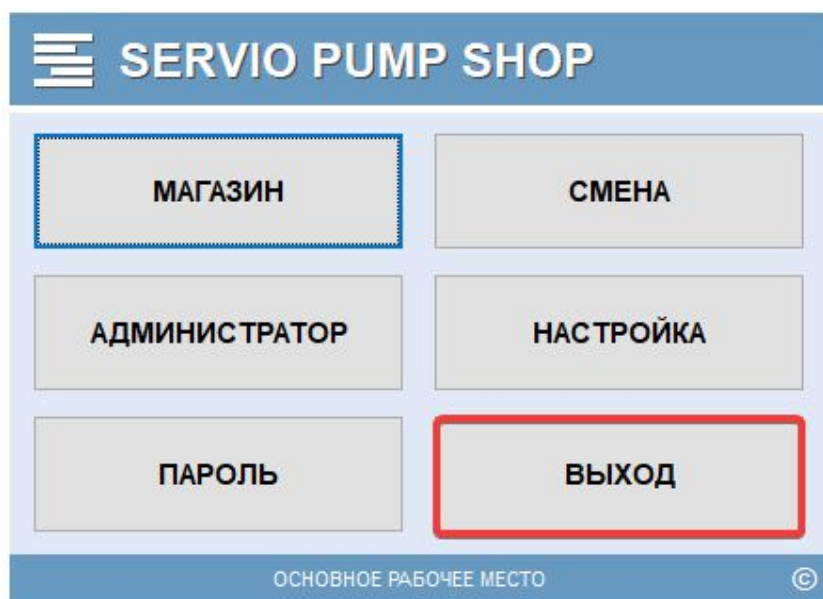 SERVIO PUMP SHOP
МАГАЗИН
СМЕНА
АДМИНИСТРАТОР
НАСТРОЙКА
ПАРОЛЬ
ВЫХОД
ОСНОВНОЕ РАБОЧЕЕ МЕСТО ©